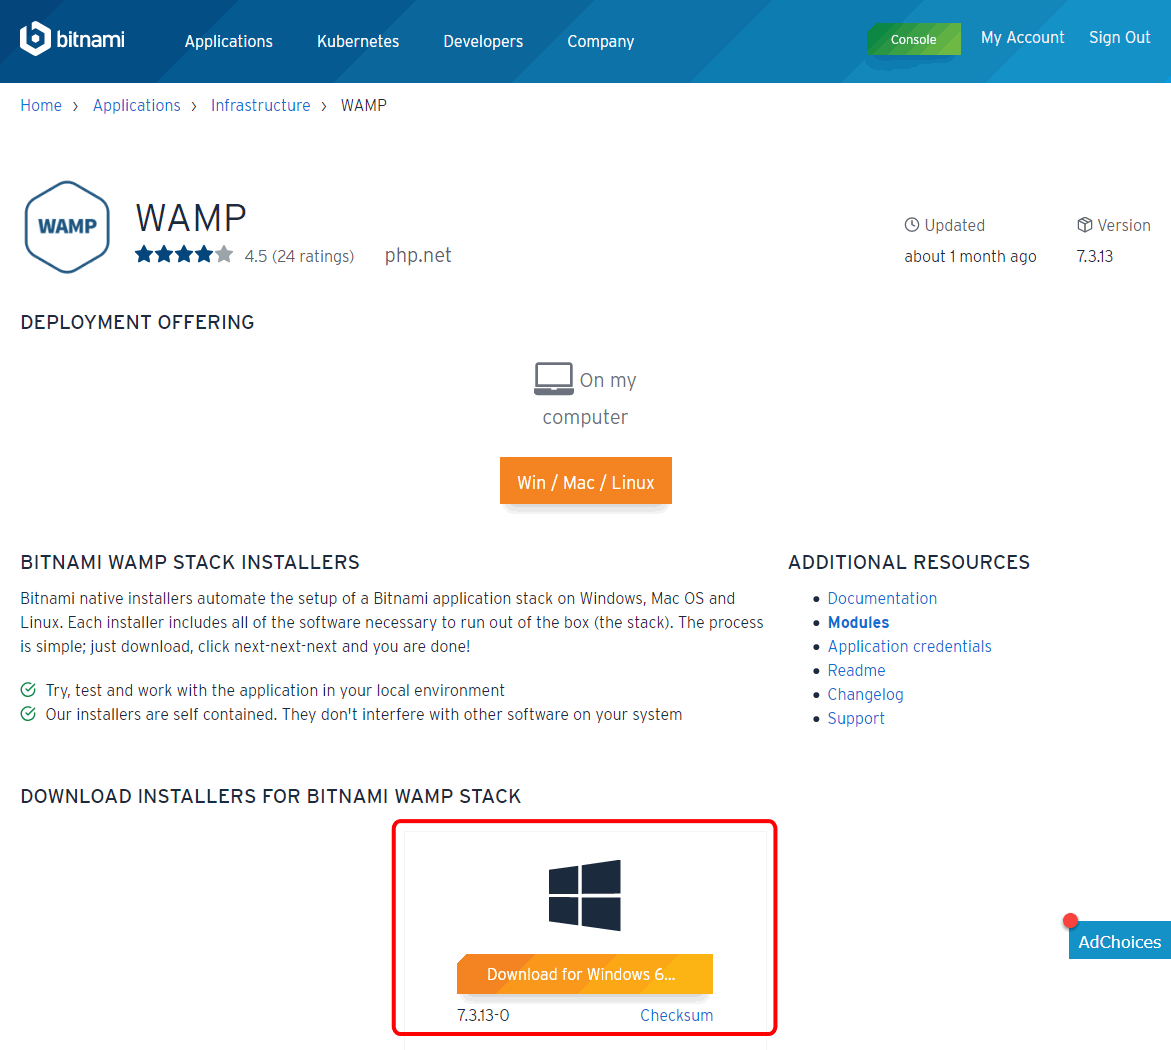 bitnami
Applications
Kubernetes
Developers
Company
Console
My Account
Sign Out
Home › Applications › Infrastructure › WAMP
WAMP
WAMP
4.5 (24 ratings)
php.net
Updated
Version
about 1 month ago
7.3.13
DEPLOYMENT OFFERING
On my
computer
Win / Mac / Linux
BITNAMI WAMP STACK INSTALLERS
Bitnami native installers automate the setup of a Bitnami application stack on Windows, Mac OS and
Linux. Each installer includes all of the software necessary to run out of the box (the stack). The process
is simple; just download, click next-next-next and you are done!
Try, test and work with the application in your local environment
Our installers are self contained. They don't interfere with other software on your system
ADDITIONAL RESOURCES
Documentation
Modules
Application credentials
Readme
Changelog
Support
DOWNLOAD INSTALLERS FOR BITNAMI WAMP STACK
Download for Windows 6...
7.3.13-0
Checksum
AdChoices